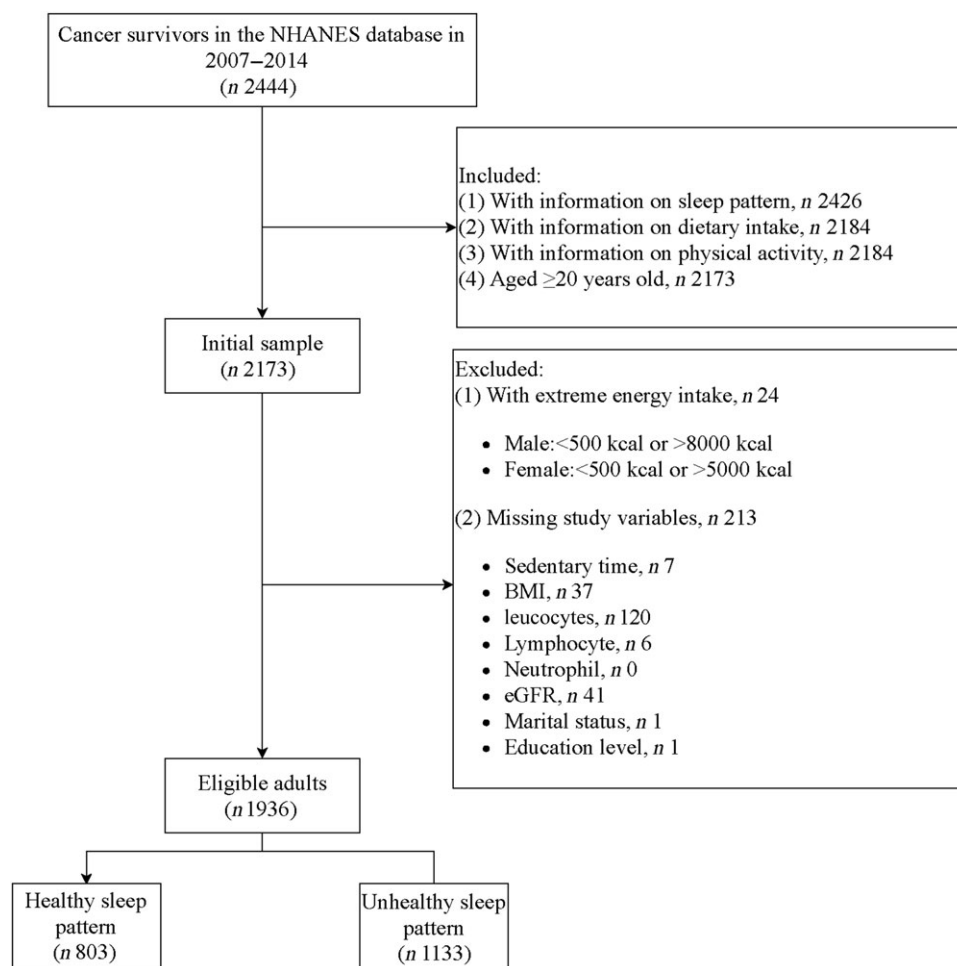 Cancer survivors in the NHANES database in
2007–2014
(n 2444)
Included:
(1) With information on sleep pattern, n 2426
(2) With information on dietary intake, n 2184
(3) With information on physical activity, n 2184
(4) Aged ≥20 years old, n 2173
Initial sample
(n 2173)
Excluded:
(1) With extreme energy intake, n 24
• Male:<500 kcal or >8000 kcal
• Female:<500 kcal or >5000 kcal
(2) Missing study variables, n 213
• Sedentary time, n 7
• BMI, n 37
• leucocytes, n 120
• Lymphocyte, n 6
• Neutrophil, n 0
• eGFR, n 41
• Marital status, n 1
• Education level, n 1
Eligible adults
(n 1936)
Healthy sleep
pattern
(n 803)
Unhealthy sleep
pattern
(n 1133)